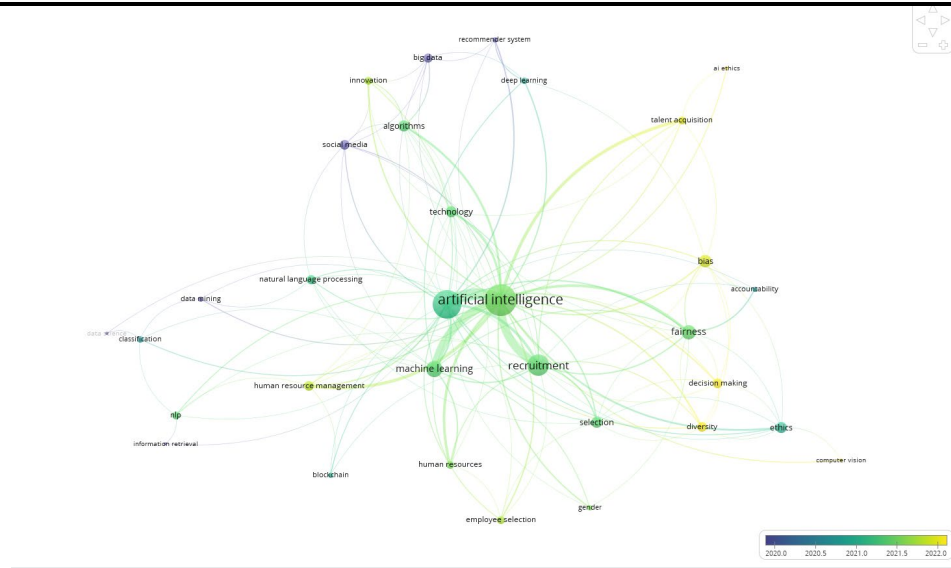 recommender system
big data
ai ethics
innovation
deep learning
talent acquisition
algorithms
social media
technology
bias
natural language processing
accountability
data mining
artificial intelligence
data science
classification
fairness
machine learning
recruitment
human resource management
decision making
nlp
selection
diversity
ethics
information retrieval
human resources
computer vision
blockchain
gender
employee selection
2020.0 2020.5 2021.0 2021.5 2022.0